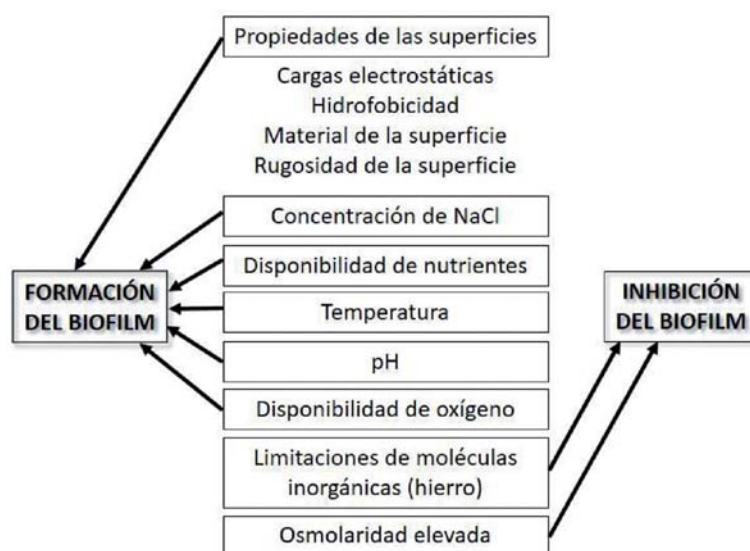 Propiedades de las superficies
Cargas electrostáticas
Hidrofobicidad
Material de la superficie
Rugosidad de la superficie
Concentración de NaCl
Disponibilidad de nutrientes
FORMACIÓN
DEL BIOFILM
Temperatura
INHIBICIÓN
DEL BIOFILM
pH
Disponibilidad de oxígeno
Limitaciones de moléculas
inorgánicas (hierro)
Osmolaridad elevada